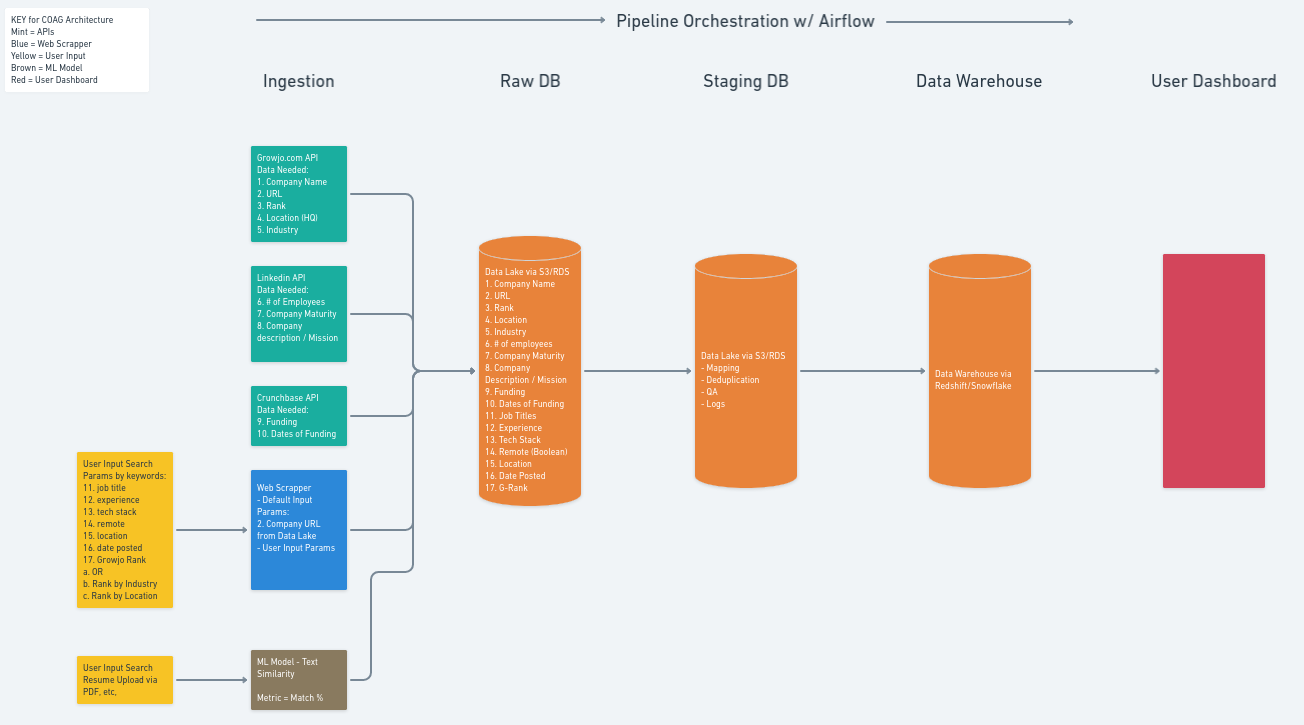 KEY for COAG Architecture
Mint = APIs
Blue = Web Scrapper
Yellow = User Input
Brown = ML Model
Red = User Dashboard
Pipeline Orchestration w/ Airflow
Ingestion
Raw DB
Staging DB
Data Warehouse
User Dashboard
Growjo.com API
Data Needed:
1. Company Name
2. URL
3. Rank
4. Location (HQ)
5. Industry
Linkedin API
Data Needed:
6. # of Employees
7. Company Maturity
8. Company
description / Mission
Crunchbase API
Data Needed:
9. Funding
10. Dates of Funding
User Input Search
Params by keywords:
11. job title
12. experience
13. tech stack
14. remote
15. location
16. date posted
17. Growjo Rank
a. OR
b. Rank by Industry
c. Rank by Location
Web Scrapper
- Default Input
Params:
2. Company URL
from Data Lake
- User Input Params
User Input Search
Resume Upload via
PDF, etc,
ML Model - Text
Similarity
Metric = Match %
Data Lake via S3/RDS
1. Company Name
2. URL
3. Rank
4. Location
5. Industry
6. # of employees
7. Company Maturity
8. Company
Description / Mission
9. Funding
10. Dates of Funding
11. Job Titles
12. Experience
13. Tech Stack
14. Remote (Boolean)
15. Location
16. Date Posted
17. G-Rank
Data Lake via S3/RDS
- Mapping
- Deduplication
- QA
- Logs
Data Warehouse via
Redshift/Snowflake